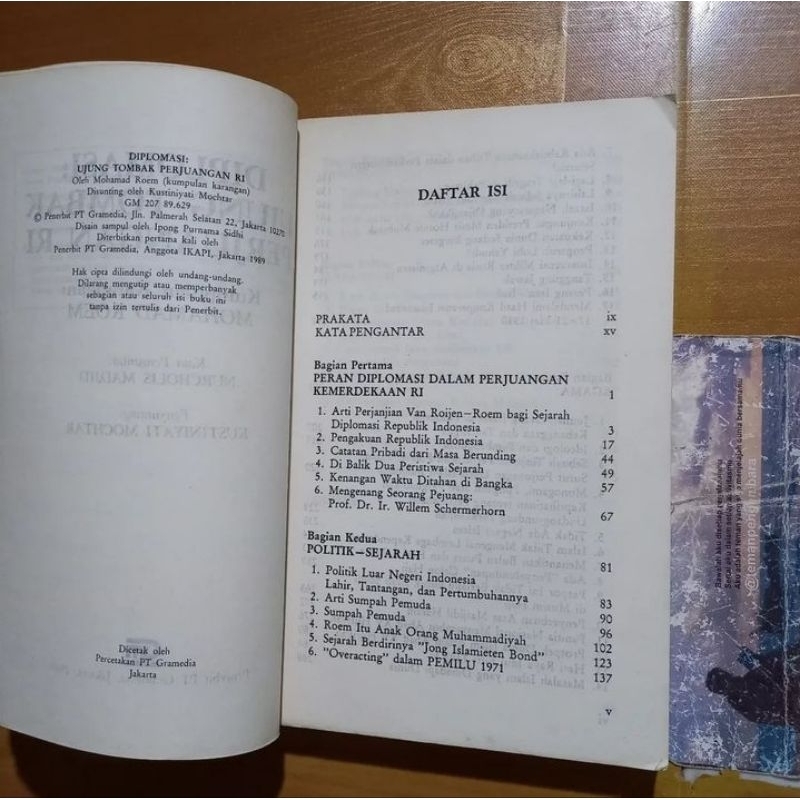 DIPLOMASI:
UJUNG TOMBAK PERJUANGAN RI
Oleh Mohamad Roem (kumpulan karangan)
Disunting oleh Kustiniyati Mochtar
GM 207 89.629
© Penerbit PT Gramedia, Jln. Palmerah Selatan 22, Jakarta 10270
Disain sampul oleh Ipong Purnama Sidhi
Diterbitkan pertama kali oleh
Penerbit PT Gramedia, Anggota IKAPI, Jakarta 1989
Hak cipta dilindungi oleh undang-undang.
Dilarang mengutip atau memperbanyak
sebagian atau seluruh isi buku ini
tanpa izin tertulis dari Penerbit.
Dicetak oleh
Percetakan PT Gramedia
Jakarta
DAFTAR ISI
PRAKATA ix
KATA PENGANTAR xv
Bagian Pertama
PERAN DIPLOMASI DALAM PERJUANGAN
KEMERDEKAAN RI 1
1. Arti Perjanjian Van Roijen-Roem bagi Sejarah
Diplomasi Republik Indonesia 3
2. Pengakuan Republik Indonesia 17
3. Catatan Pribadi dari Masa Berunding 44
4. Di Balik Dua Peristiwa Sejarah 49
5. Kenangan Waktu Ditahan di Bangka 57
6. Mengenang Seorang Pejuang:
Prof. Dr. Ir. Willem Schermerhorn 67
Bagian Kedua
POLITIK—SEJARAH 81
1. Politik Luar Negeri Indonesia
Lahir, Tantangan, dan Pertumbuhannya 83
2. Arti Sumpah Pemuda 90
3. Sumpah Pemuda 96
4. Roem Itu Anak Orang Muhammadiyah 102
5. Sejarah Berdirinya "Jong Islamieten Bond" 123
6. "Overacting" dalam PEMILU 1971 137
v